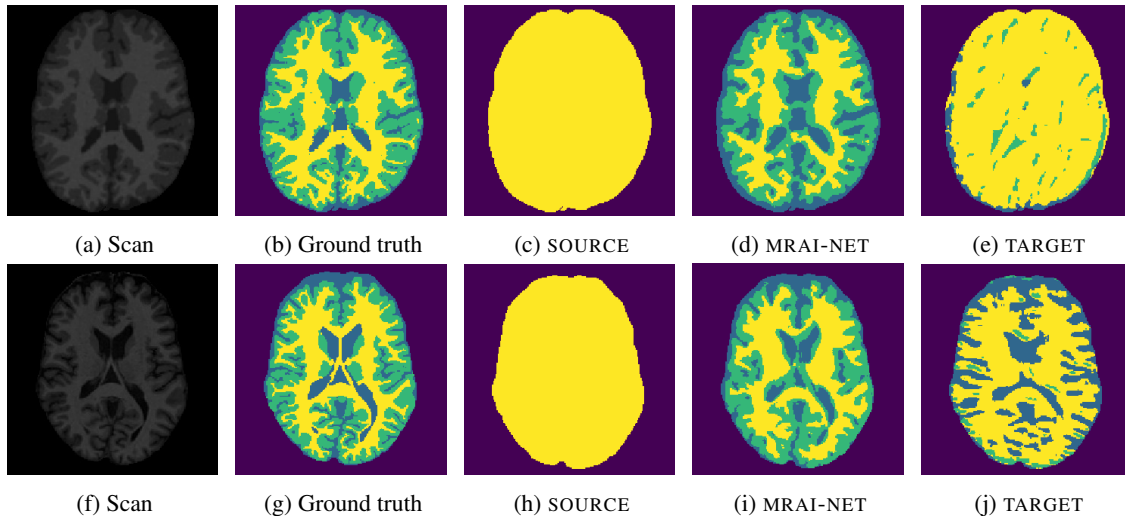 (a) Scan (b) Ground truth (c) SOURCE (d) MRAI-NET (e) TARGET
(f) Scan (g) Ground truth (h) SOURCE (i) MRAI-NET (j) TARGET